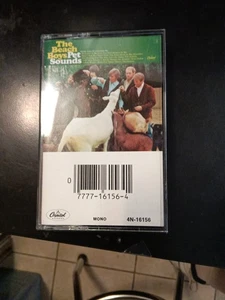 The
Beach
Boys Pet
Sounds
0
7777-16156-4
Capitol
MONO
4N-16156